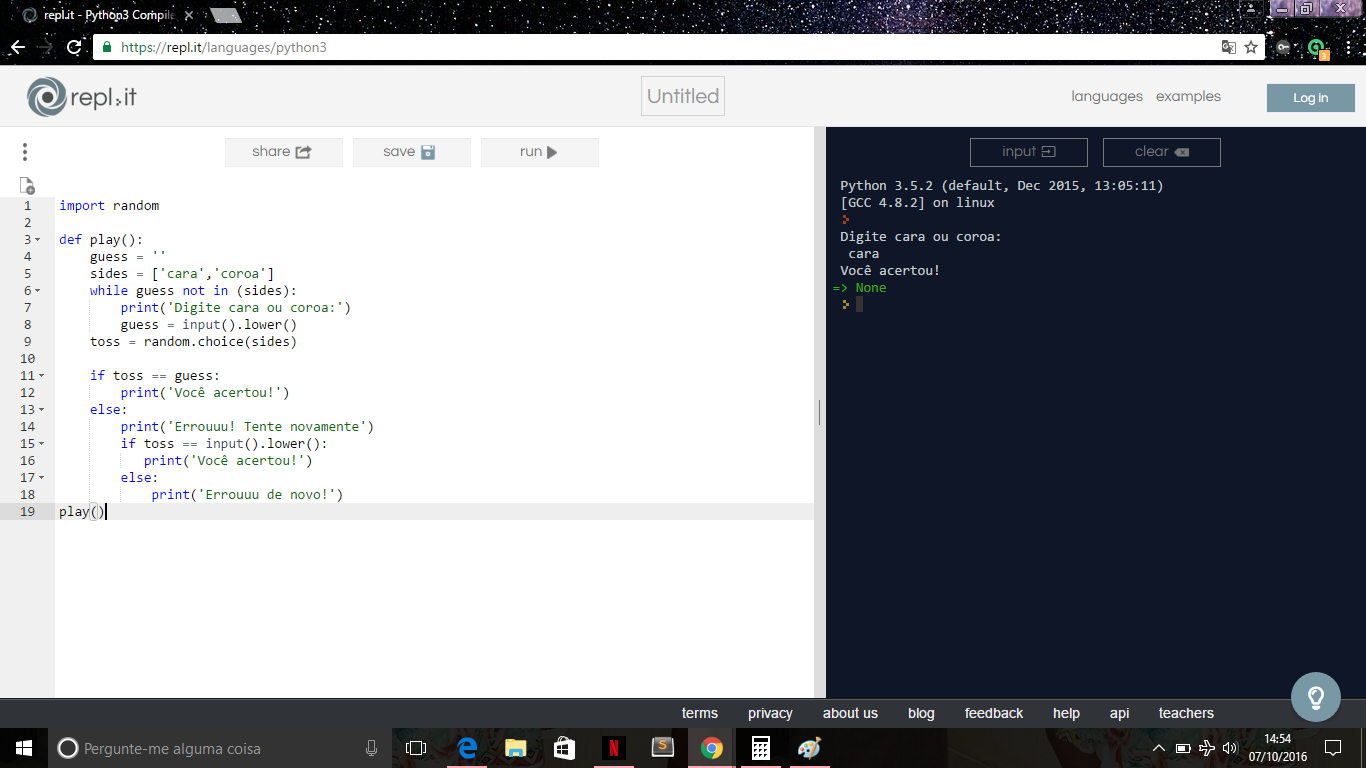 repl.it - Python3 Compile
https://repl.it/languages/python3
3
repl.it
Untitled
languages examples
Log in
share save run
input clear
1 import random
2
3 def play():
4 guess = ''
5 sides = ['cara','coroa']
6 while guess not in (sides):
7 print('Digite cara ou coroa:')
8 guess = input().lower()
9 toss = random.choice(sides)
10
11 if toss == guess:
12 print('Você acertou!')
13 else:
14 print('Errouuu! Tente novamente')
15 if toss == input().lower():
16 print('Você acertou!')
17 else:
18 print('Errouuu de novo!')
19 play()
Python 3.5.2 (default, Dec 2015, 13:05:11)
[GCC 4.8.2] on linux
Digite cara ou coroa:
cara
Você acertou!
=> None
terms privacy about us blog feedback help api teachers
Pergunte-me alguma coisa
N
S
14:54
07/10/2016